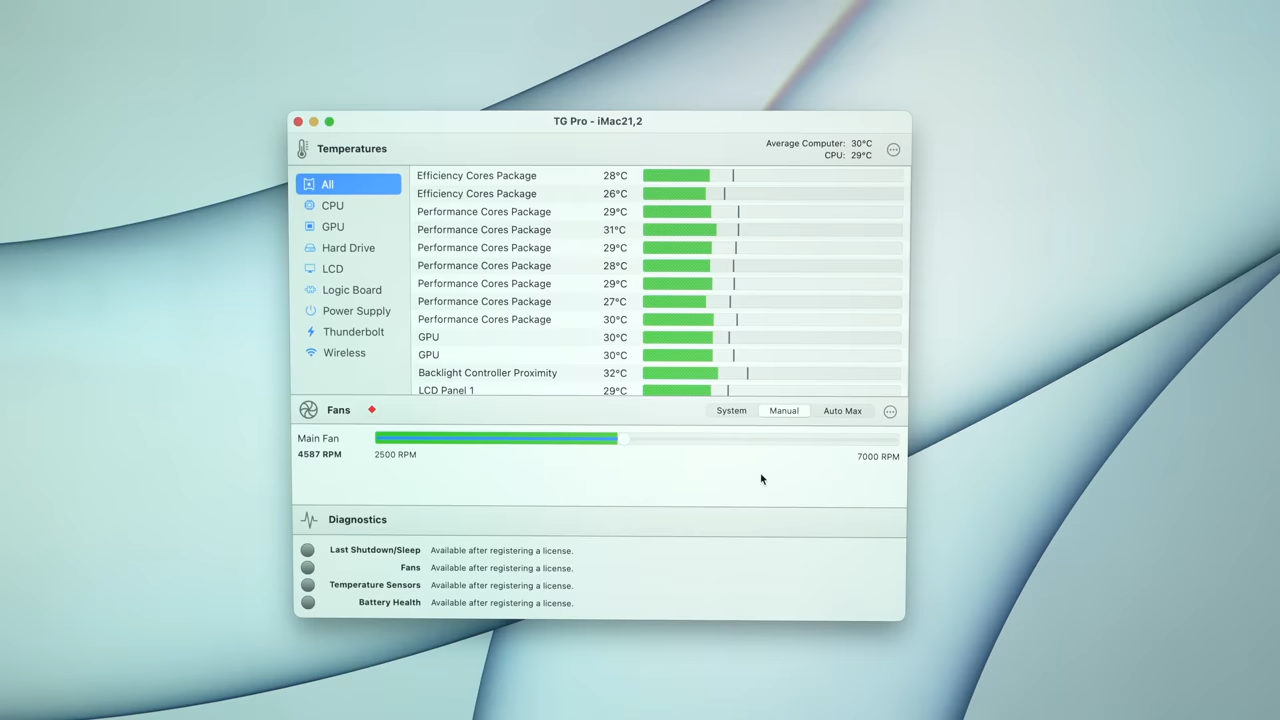 TG Pro - iMac21,2
Temperatures
Average Computer: 30°C
CPU: 29°C
All
CPU
GPU
Hard Drive
LCD
Logic Board
Power Supply
Thunderbolt
Wireless
Efficiency Cores Package 28°C
Efficiency Cores Package 26°C
Performance Cores Package 29°C
Performance Cores Package 31°C
Performance Cores Package 29°C
Performance Cores Package 28°C
Performance Cores Package 29°C
Performance Cores Package 27°C
Performance Cores Package 30°C
GPU 30°C
GPU 30°C
Backlight Controller Proximity 32°C
LCD Panel 1 29°C
Fans
System Manual Auto Max
Main Fan
4587 RPM 2500 RPM 7000 RPM
Diagnostics
Last Shutdown/Sleep Available after registering a license.
Fans Available after registering a license.
Temperature Sensors Available after registering a license.
Battery Health Available after registering a license.